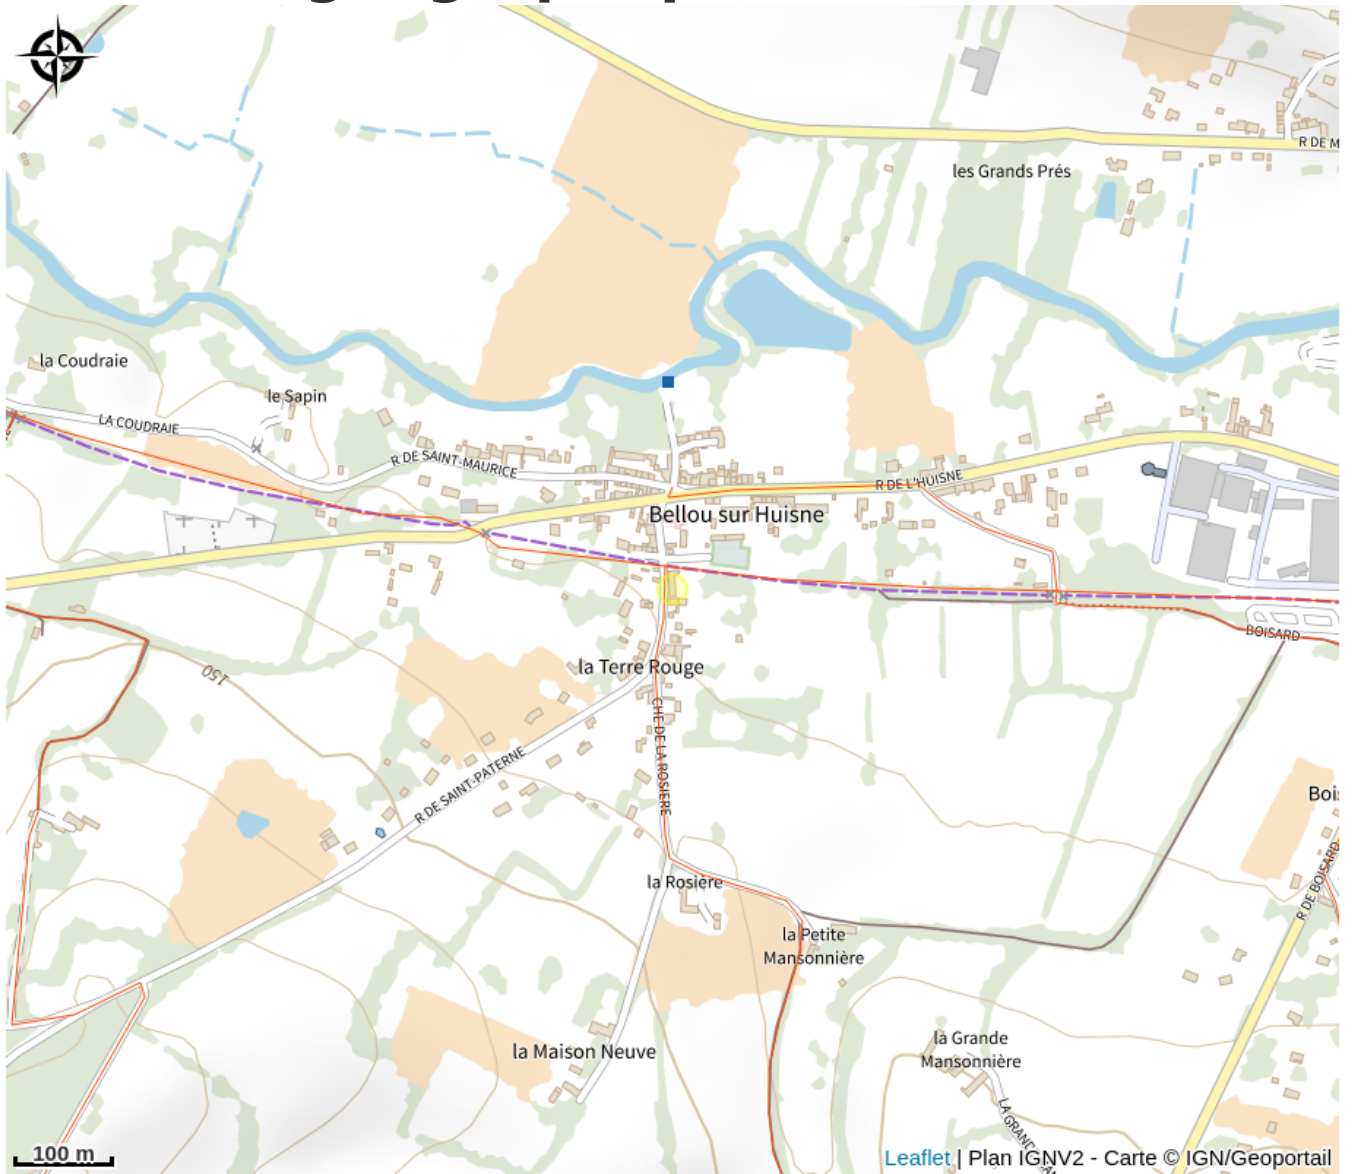 R DE M
les Grands Prés
la Coudraie
le Sapin
LA COUDRAIE
R DE SAINT-MAURICE
R DE L'HUISNE
Bellou sur Huisne
BOISARD
la Terre Rouge
150
CHE DE LA ROSIERE
R DE SAINT-PATERNE
Boi
R DE BOISARD
la Rosière
la Petite
Mansonnière
la Grande
Mansonnière
la Maison Neuve
LA GRAND
100 m
Leaflet | Plan IGNV2 - Carte © IGN/Geoportail